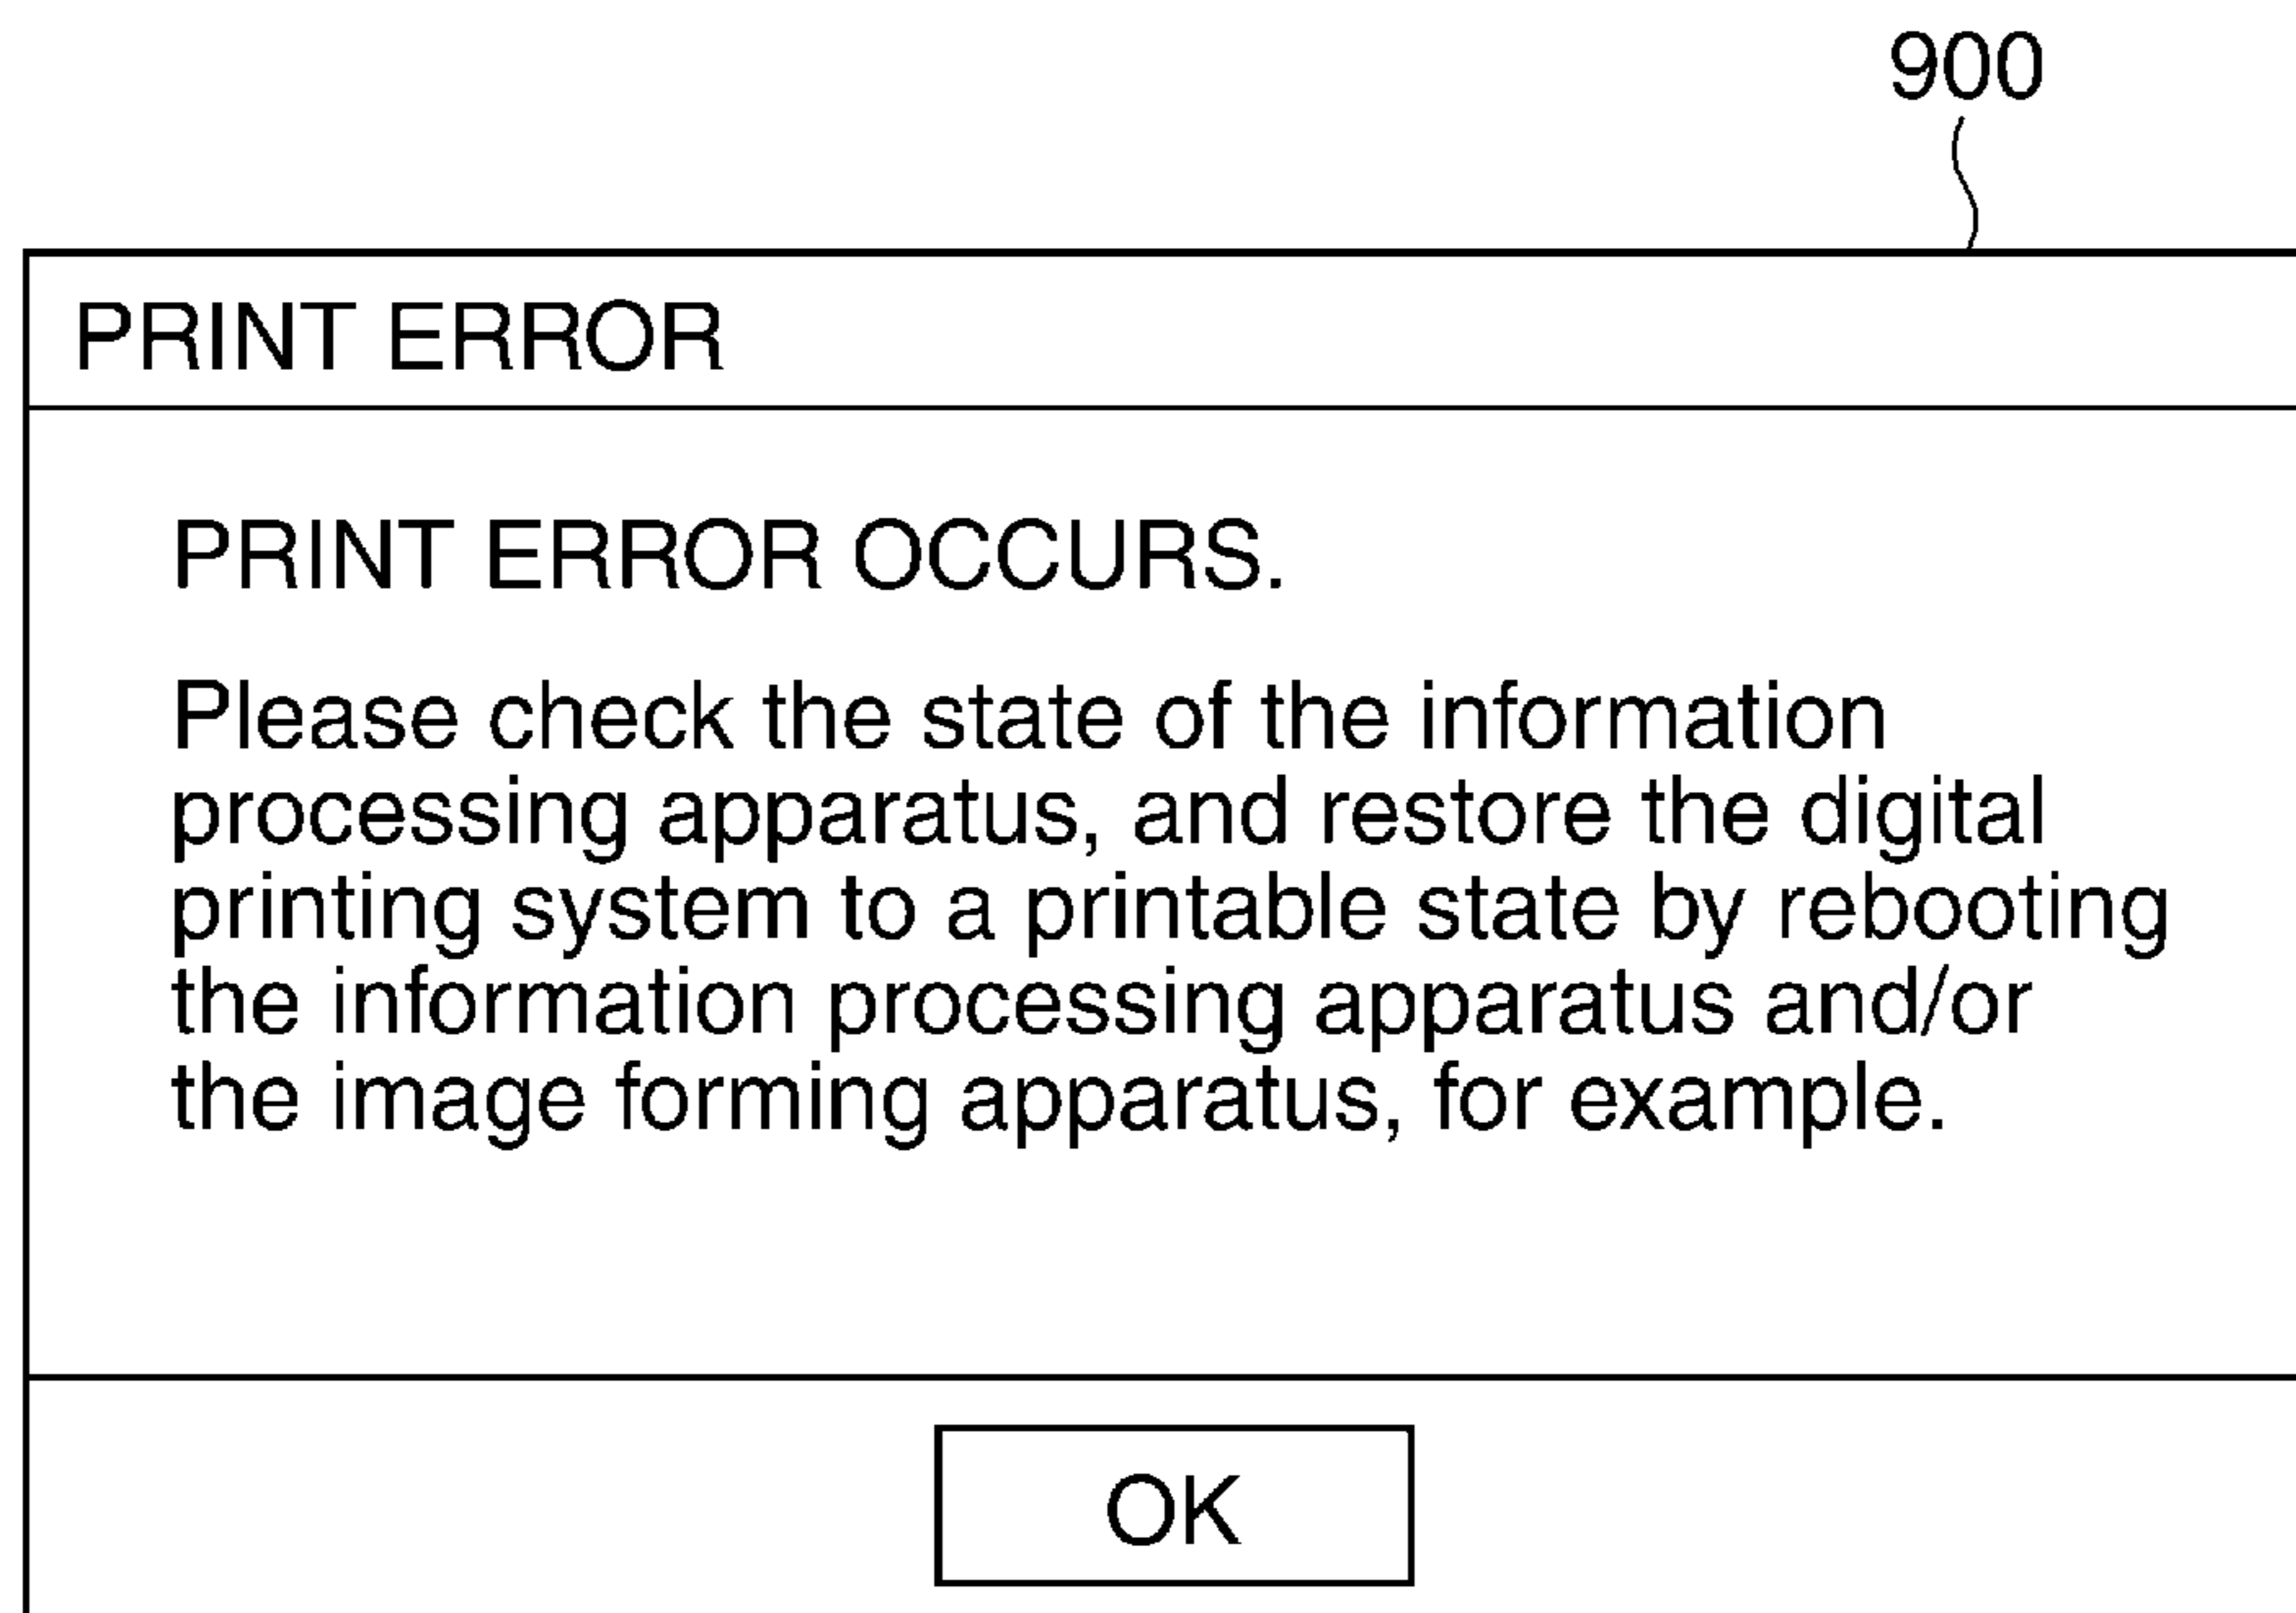 900
PRINT ERROR
PRINT ERROR OCCURS.
Please check the state of the information
processing apparatus, and restore the digital
printing system to a printable state by rebooting
the information processing apparatus and/or
the image forming apparatus, for example.
OK